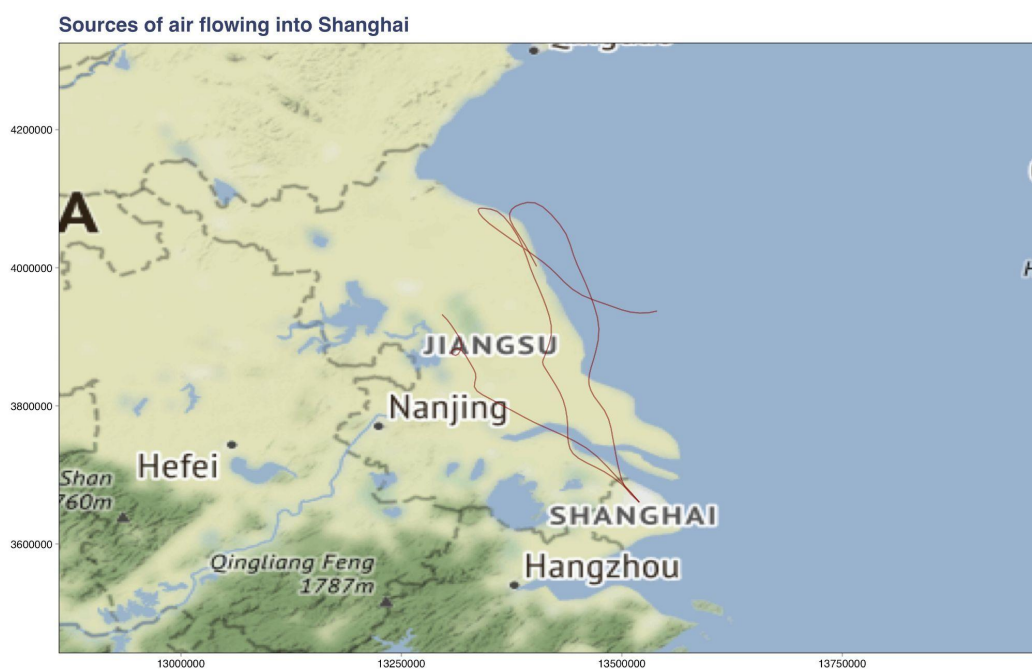 Sources of air flowing into Shanghai
4200000
A
4000000
JIANGSU
3800000
Nanjing
Hefei
Shan
760m
SHANGHAI
3600000
Qingliang Feng
1787m
Hangzhou
13000000
13250000
13500000
13750000